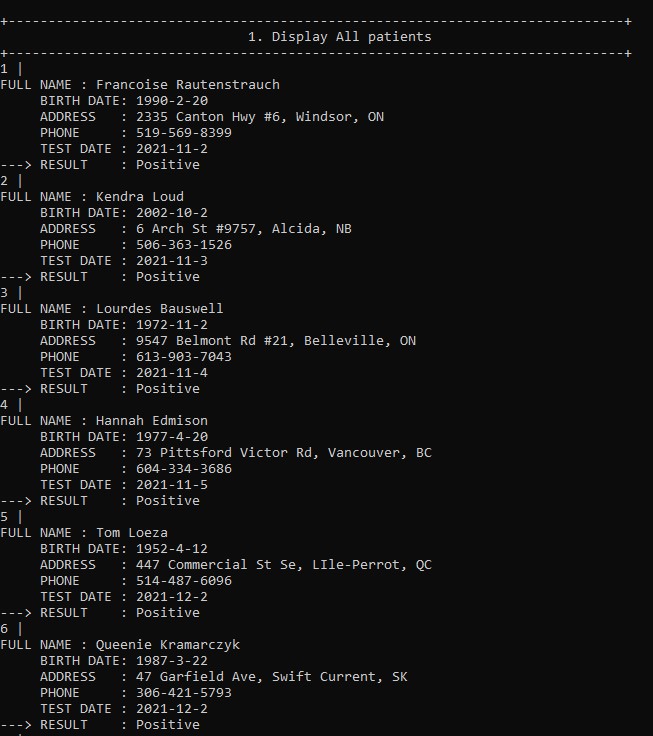 +-----------------------------------------------------------------------------+
1. Display All patients
+-----------------------------------------------------------------------------+
1 |
FULL NAME : Francoise Rautenstrauch
BIRTH DATE: 1990-2-20
ADDRESS   : 2335 Canton Hwy #6, Windsor, ON
PHONE     : 519-569-8399
TEST DATE : 2021-11-2
---> RESULT    : Positive
2 |
FULL NAME : Kendra Loud
BIRTH DATE: 2002-10-2
ADDRESS   : 6 Arch St #9757, Alcida, NB
PHONE     : 506-363-1526
TEST DATE : 2021-11-3
---> RESULT    : Positive
3 |
FULL NAME : Lourdes Bauswell
BIRTH DATE: 1972-11-2
ADDRESS   : 9547 Belmont Rd #21, Belleville, ON
PHONE     : 613-903-7043
TEST DATE : 2021-11-4
---> RESULT    : Positive
4 |
FULL NAME : Hannah Edmison
BIRTH DATE: 1977-4-20
ADDRESS   : 73 Pittsford Victor Rd, Vancouver, BC
PHONE     : 604-334-3686
TEST DATE : 2021-11-5
---> RESULT    : Positive
5 |
FULL NAME : Tom Loeza
BIRTH DATE: 1952-4-12
ADDRESS   : 447 Commercial St Se, LIle-Perrot, QC
PHONE     : 514-487-6096
TEST DATE : 2021-12-2
---> RESULT    : Positive
6 |
FULL NAME : Queenie Kramarczyk
BIRTH DATE: 1987-3-22
ADDRESS   : 47 Garfield Ave, Swift Current, SK
PHONE     : 306-421-5793
TEST DATE : 2021-12-2
---> RESULT    : Positive